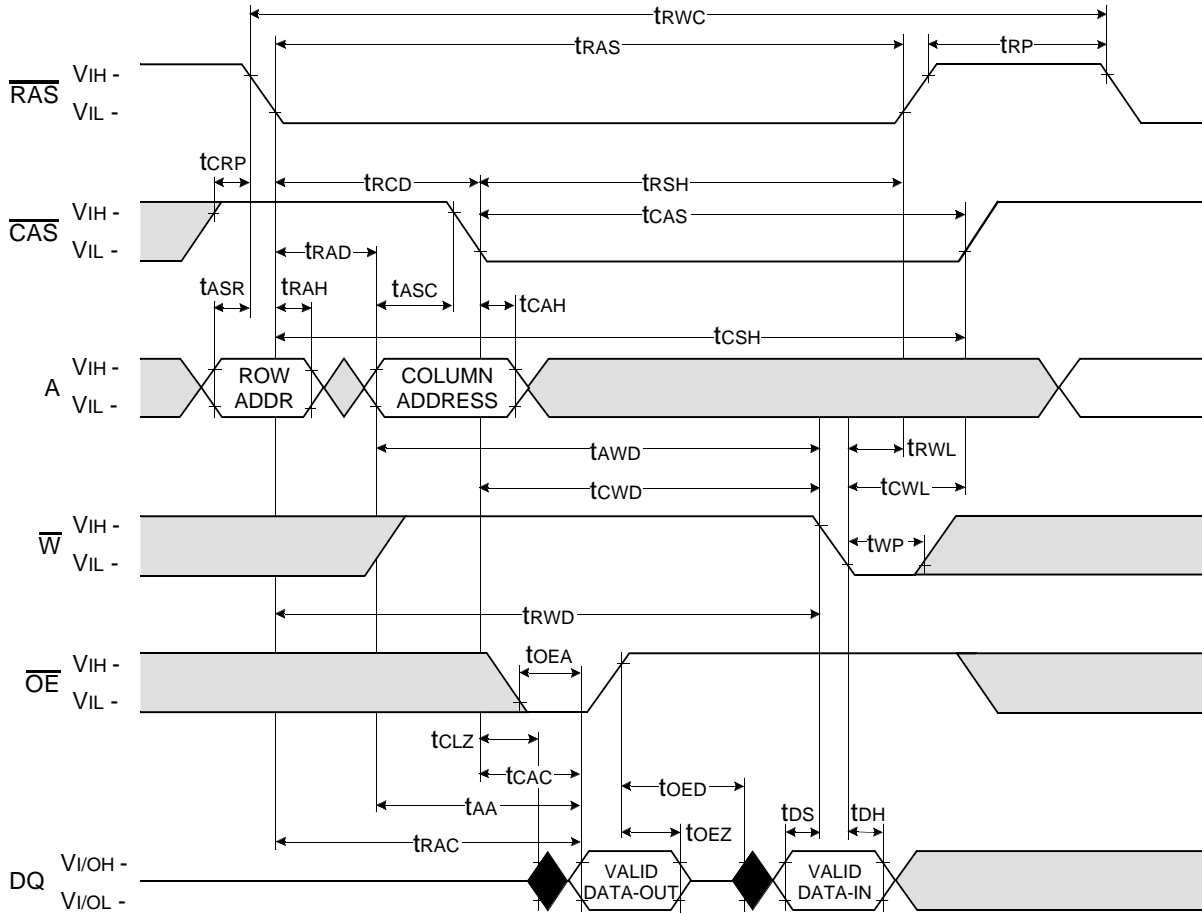 tRWC
tRAS
tRP
RAS
VIH -
VIL -
tCRP
tRCD
tRSH
CAS
VIH -
VIL -
tCAS
tRAD
tASR
tRAH
tASC
tCAH
tCSH
A
VIH -
VIL -
ROW
ADDR
COLUMN
ADDRESS
tAWD
tRWL
tCWD
tCWL
W
VIH -
VIL -
tWP
tRWD
OE
VIH -
VIL -
tOEA
tCLZ
tCAC
tOED
tAA
tOEZ
tDS
tDH
tRAC
DQ
VI/OH -
VI/OL -
VALID
DATA-OUT
VALID
DATA-IN